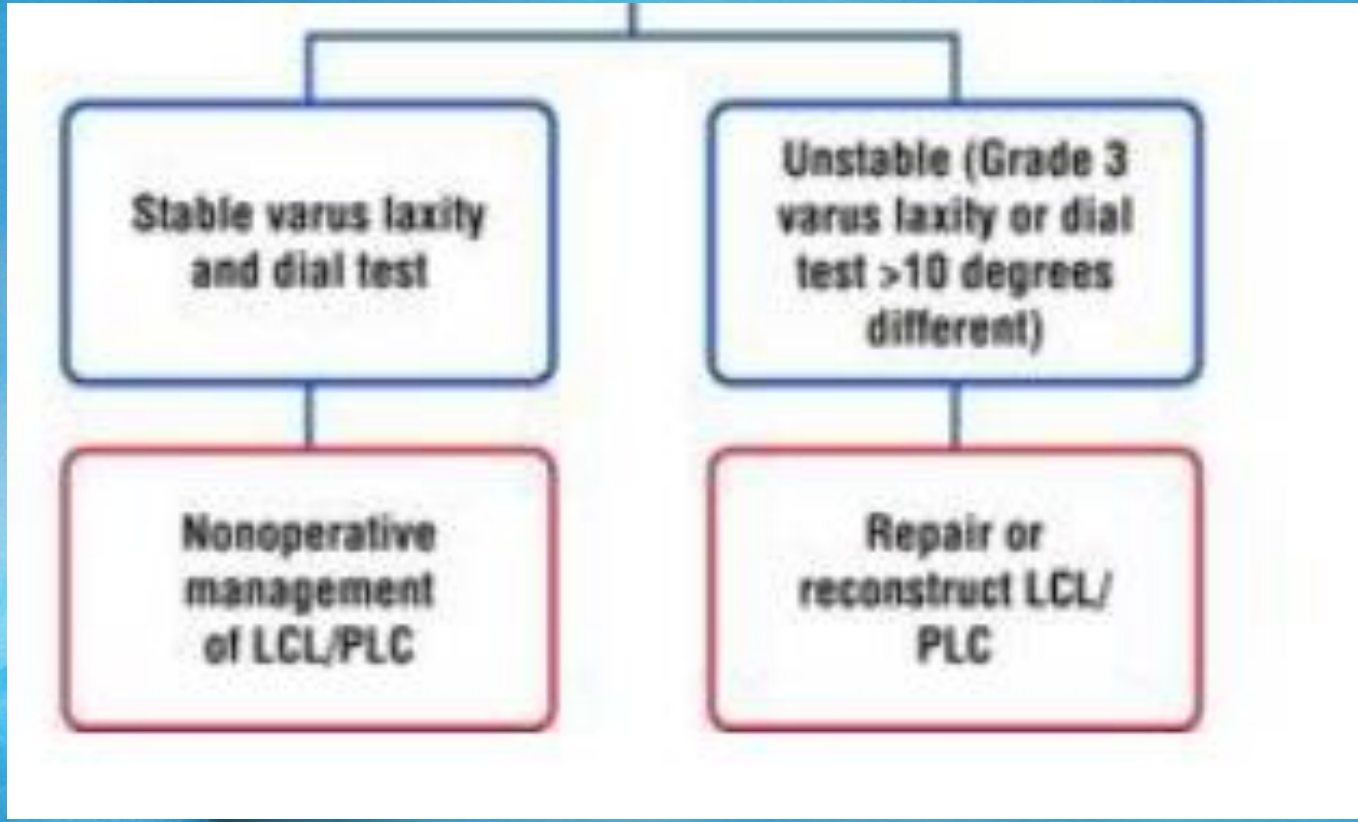 Stable varus laxity
and dial test
Unstable (Grade 3
varus laxity or dial
test >10 degrees
different)
Nonoperative
management
of LCL/PLC
Repair or
reconstruct LCL/
PLC